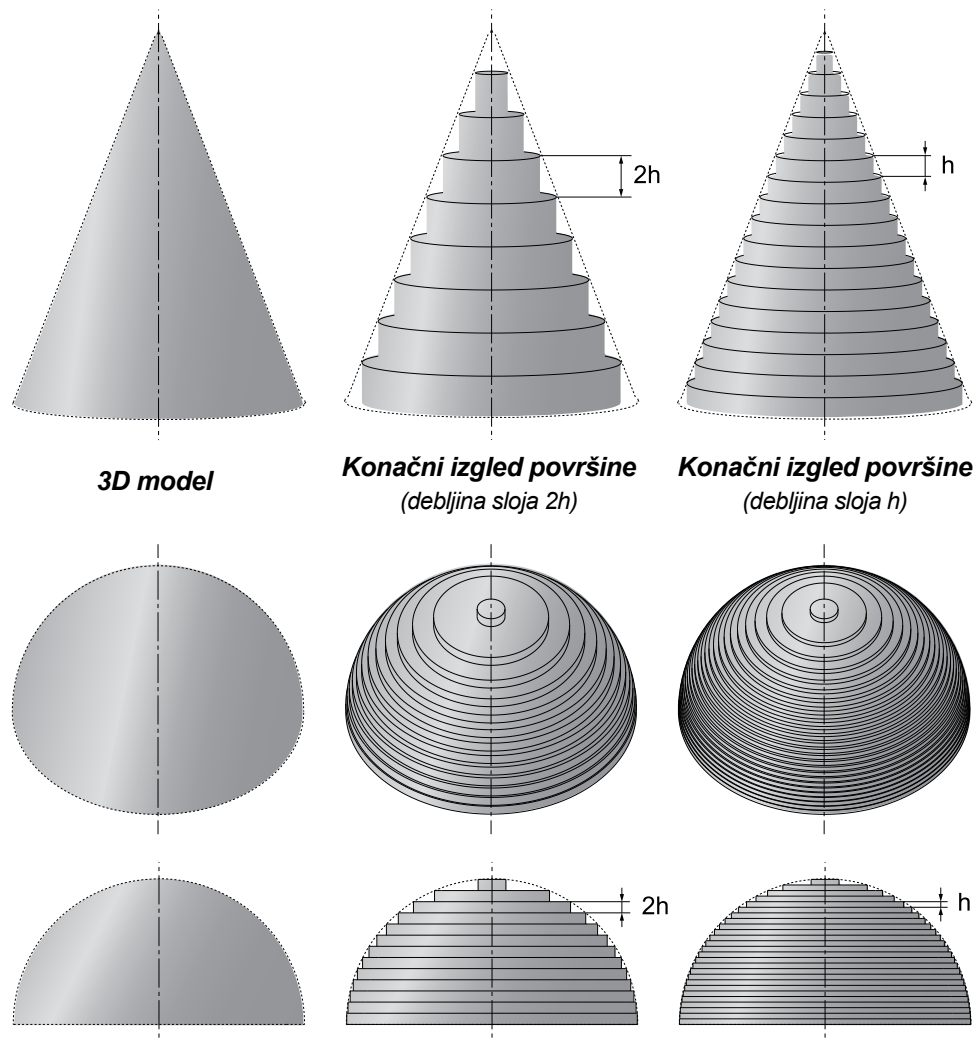 2h
h
3D model
Konačni izgled površine
(debljina sloja 2h)
Konačni izgled površine
(debljina sloja h)
2h
h